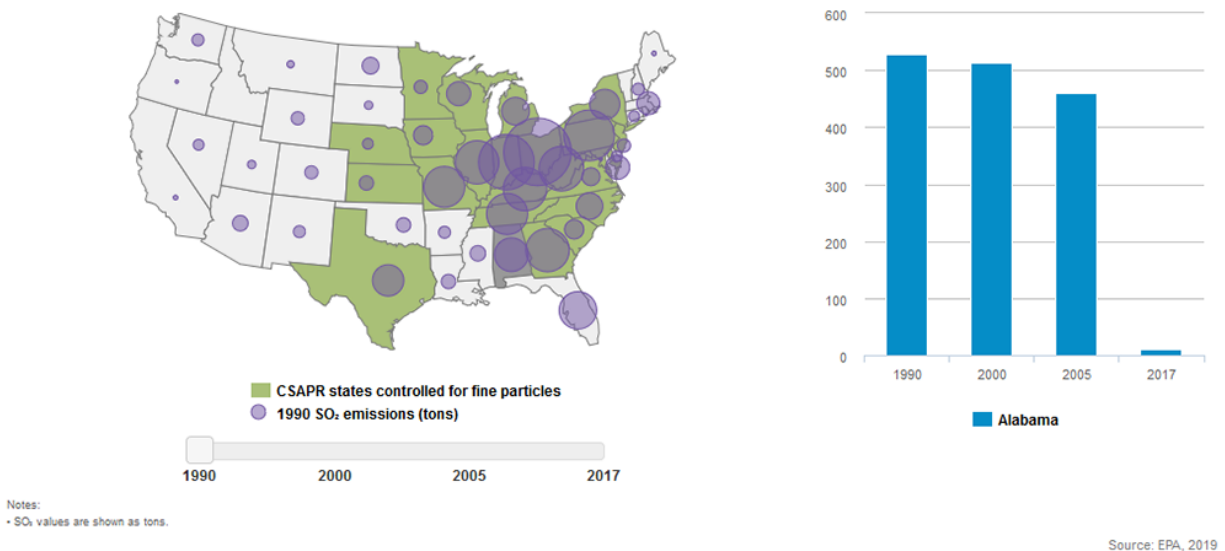 600
500
400
300
200
100
0
1990 2000 2005 2017
Alabama
CSAPR states controlled for fine particles
1990 SO₂ emissions (tons)
1990 2000 2005 2017
Notes:
• SO₂ values are shown as tons.
Source: EPA, 2019